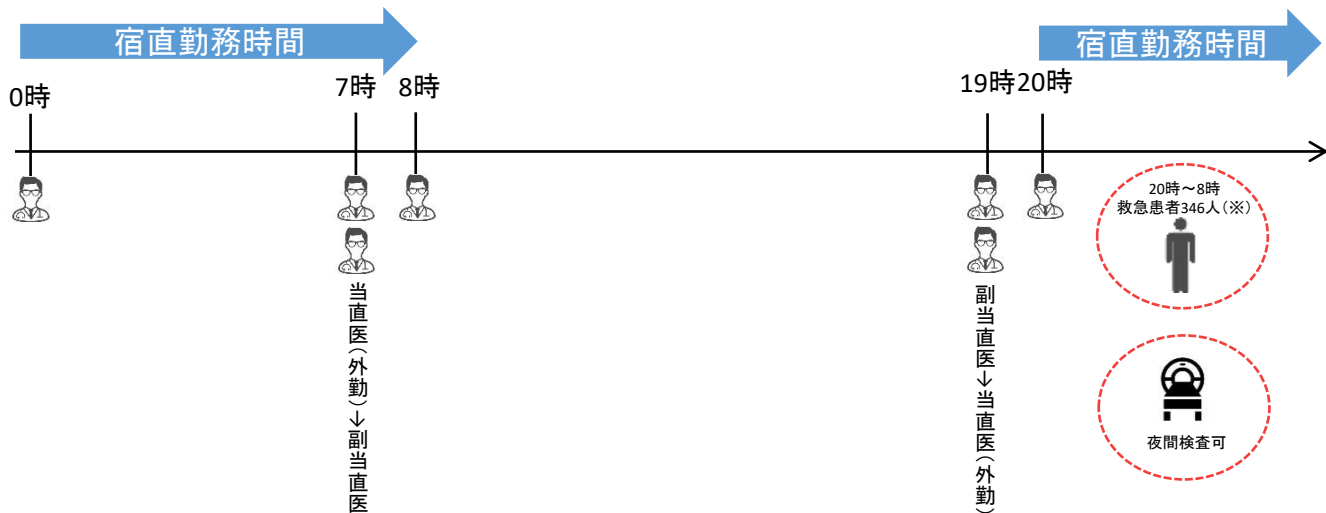 宿直勤務時間
宿直勤務時間
0時
7時
8時
19時
20時
当直医（外勤）→副当直医
副当直医→当直医（外勤）
20時～8時
救急患者346人（※）
夜間検査可